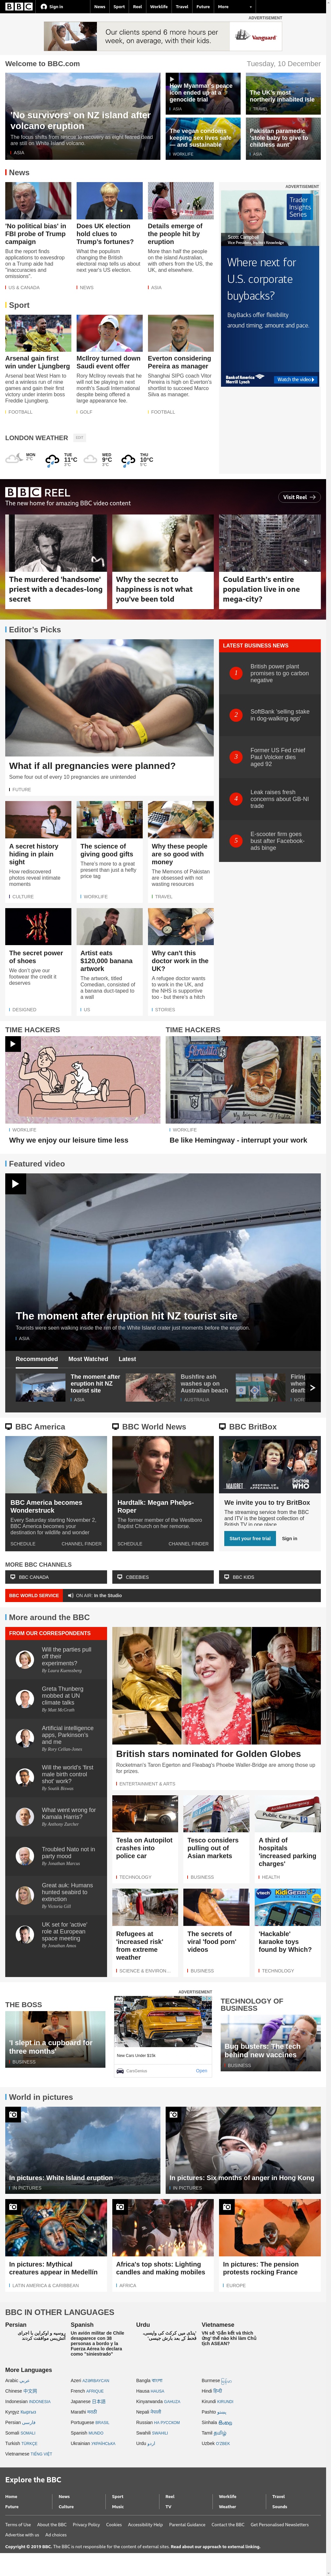 BBC
Sign in
News
Sport
Reel
Worklife
Travel
Future
More
ADVERTISEMENT
Our investors spend 6 hours
per week, on average, with their kids.
Vanguard
Welcome to BBC.com
Tuesday, 10 December
'No survivors' on NZ island after volcano eruption
The focus shifts from rescue to recovery as eight feared dead are still on White Island volcano.
ASIA
How Myanmar's peace icon ended up at a genocide trial
ASIA
The UK's most northerly inhabited isle
TRAVEL
The vegan condoms keeping sex lives safe — and sustainable
WORKLIFE
Pakistan paramedic 'stole baby to give to childless aunt'
ASIA
News
'No political bias' in FBI probe of Trump campaign
But the report finds applications to eavesdrop on a Trump aide had "inaccuracies and omissions".
US & CANADA
Does UK election hold clues to Trump's fortunes?
What the populism changing the British electoral map tells us about next year's US election.
NEWS
Details emerge of the people hit by eruption
More than half the people on the island Australian, with others from the US, the UK, and elsewhere.
ASIA
ADVERTISEMENT
Trader Insights Series
Scott Campbell
Where next for U.S. corporate buybacks?
BuyBacks offer flexibility around timing, amount, and pace.
Bank of America
Merrill Lynch
Watch the video
Sport
Arsenal gain first win under Ljungberg
Arsenal beat West Ham to end a winless run of nine games and gain their first victory under interim boss Freddie Ljungberg.
FOOTBALL
McIlroy turned down Saudi event offer
Rory McIlroy reveals that he will not be playing in next month's Saudi International despite being offered a large appearance fee.
GOLF
Everton considering Pereira as manager
Shanghai SIPG coach Vitor Pereira is high on Everton's shortlist to succeed Marco Silva as manager.
FOOTBALL
LONDON WEATHER
EDIT
MON
TUE
11°C
3°C
WED
9°C
3°C
THU
10°C
5°C
BBC REEL
The new home for amazing BBC video content
Visit Reel
The murdered 'handsome' priest with a decades-long secret
Why the secret to happiness is not what you've been told
Could Earth's entire population live in one mega-city?
Editor's Picks
What if all pregnancies were planned?
Some four out of every 10 pregnancies are unintended
FUTURE
LATEST BUSINESS NEWS
1 British power plant promises to go carbon negative
2 SoftBank 'selling stake in dog-walking app'
3 Former US Fed chief Paul Volcker dies aged 92
4 Leak raises fresh concerns about GB-NI trade
5 E-scooter firm goes bust after Facebook-ads binge
A secret history hiding in plain sight
How rediscovered photos reveal intimate moments
CULTURE
The science of giving good gifts
There's more to a great present than just a hefty price tag
WORKLIFE
Why these people are so good with money
The Memons of Pakistan are obsessed with not wasting resources
TRAVEL
The secret power of shoes
We don't give our footwear the credit it deserves
DESIGNED
Artist eats $120,000 banana artwork
The artwork, titled Comedian, consisted of a banana duct-taped to a wall
US
Why can't this doctor work in the UK?
A refugee doctor wants to work in the UK, and the NHS is supportive too - but there's a hitch
STORIES
TIME HACKERS
WORKLIFE
Why we enjoy our leisure time less
TIME HACKERS
WORKLIFE
Be like Hemingway - interrupt your work
Featured video
The moment after eruption hit NZ tourist site
Tourists were seen walking inside the rim of the White Island crater just moments before the eruption.
ASIA
Recommended
Most Watched
Latest
The moment after eruption hit NZ tourist site
ASIA
Bushfire ash washes up on Australian beach
AUSTRALIA
BBC America
BBC America becomes Wonderstruck
Every Saturday starting November 2, BBC America becomes your destination for wildlife and wonder
SCHEDULE
CHANNEL FINDER
BBC World News
Hardtalk: Megan Phelps-Roper
The former member of the Westboro Baptist Church on her remorse.
SCHEDULE
CHANNEL FINDER
BBC BritBox
MAIGRET
KEEPING UP APPEARANCES
DOCTOR WHO
We invite you to try BritBox
The streaming service from the BBC and ITV is the biggest collection of British TV in one place
Start your free trial
Sign in
MORE BBC CHANNELS
BBC CANADA
CBEEBIES
BBC KIDS
BBC WORLD SERVICE
ON AIR: In the Studio
More around the BBC
FROM OUR CORRESPONDENTS
Will the parties pull off their experiments?
By Laura Kuenssberg
Greta Thunberg mobbed at UN climate talks
By Matt McGrath
Artificial intelligence apps, Parkinson's and me
By Rory Cellan-Jones
Will the world's 'first male birth control shot' work?
By Soutik Biswas
What went wrong for Kamala Harris?
By Anthony Zurcher
Troubled Nato not in party mood
By Jonathan Marcus
Great auk: Humans hunted seabird to extinction
By Victoria Gill
UK set for 'active' role at European space meeting
By Jonathan Amos
British stars nominated for Golden Globes
Rocketman's Taron Egerton and Fleabag's Phoebe Waller-Bridge are among those up for prizes.
ENTERTAINMENT & ARTS
Tesla on Autopilot crashes into police car
TECHNOLOGY
Tesco considers pulling out of Asian markets
BUSINESS
A third of hospitals 'increased parking charges'
HEALTH
Refugees at 'increased risk' from extreme weather
SCIENCE & ENVIRON...
The secrets of viral 'food porn' videos
BUSINESS
'Hackable' karaoke toys found by Which?
TECHNOLOGY
THE BOSS
'I slept in a cupboard for three months'
BUSINESS
ADVERTISEMENT
New Cars Under $15k
CarsGenius
Open
TECHNOLOGY OF BUSINESS
Bug busters: The tech behind new vaccines
BUSINESS
World in pictures
In pictures: White Island eruption
IN PICTURES
In pictures: Six months of anger in Hong Kong
IN PICTURES
In pictures: Mythical creatures appear in Medellín
LATIN AMERICA & CARIBBEAN
Africa's top shots: Lighting candles and making mobiles
AFRICA
In pictures: The pension protests rocking France
EUROPE
BBC IN OTHER LANGUAGES
Persian
Spanish
Un avión militar de Chile desaparece con 38 personas a bordo y la Fuerza Aérea lo declara como "siniestrado"
Urdu
Vietnamese
More Languages
Arabic عربي
Azeri AZƏRBAYCAN
Bangla বাংলা
Burmese
Chinese 中文网
French AFRIQUE
Hausa HAUSA
Hindi हिन्दी
Indonesian INDONESIA
Japanese 日本語
Kinyarwanda GAHUZA
Kirundi KIRUNDI
Kyrgyz Кыргыз
Marathi मराठी
Nepali नेपाली
Pashto پښتو
Persian فارسی
Portuguese BRASIL
Russian НА РУССКОМ
Sinhala සිංහල
Somali SOMALI
Spanish MUNDO
Swahili SWAHILI
Tamil தமிழ்
Turkish TÜRKÇE
Ukrainian УКРАЇНСЬКА
Urdu اردو
Uzbek O'ZBEK
Vietnamese TIẾNG VIỆT
Explore the BBC
Home
News
Sport
Reel
Worklife
Travel
Future
Culture
Music
TV
Weather
Sounds
Terms of Use
About the BBC
Privacy Policy
Cookies
Accessibility Help
Parental Guidance
Contact the BBC
Get Personalised Newsletters
Advertise with us
Ad choices
Copyright © 2019 BBC. The BBC is not responsible for the content of external sites. Read about our approach to external linking.